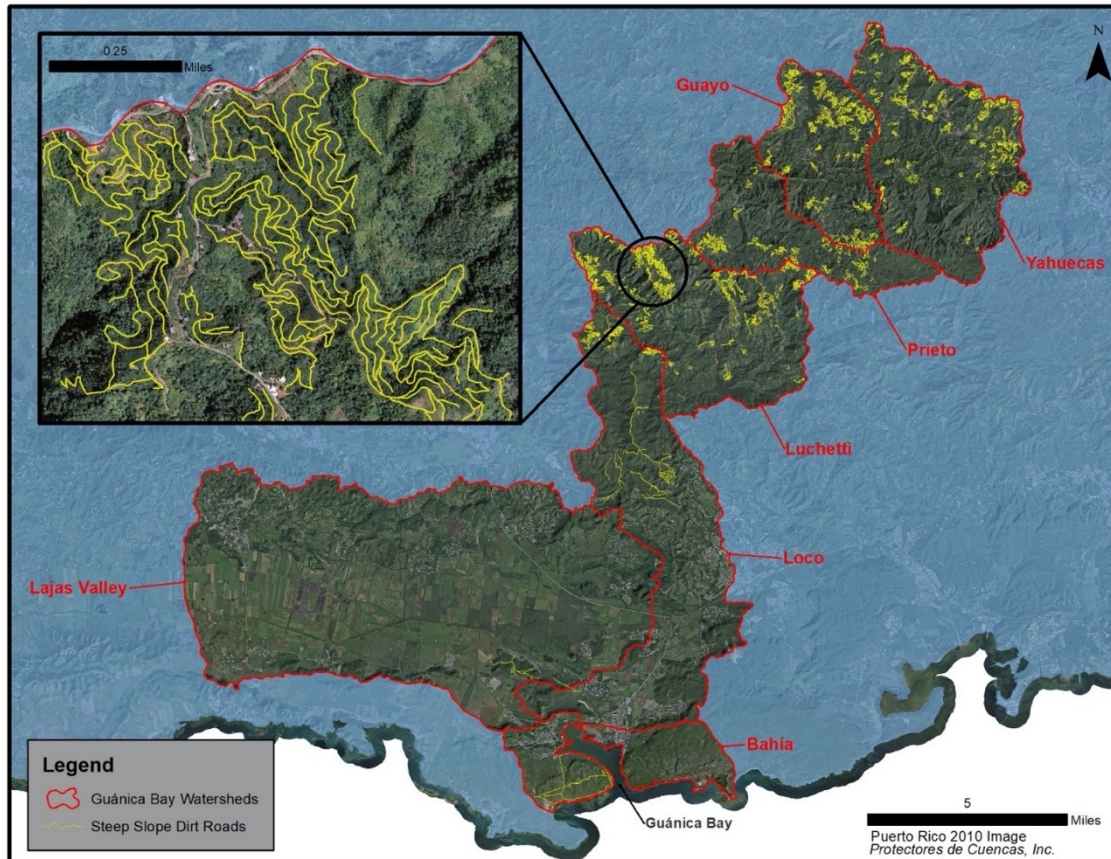 0.25
Miles
N
Guayo
Yahuecas
Prieto
Luchetti
Loco
Lajas Valley
Bahía
Guánica Bay
Legend
Guánica Bay Watersheds
Steep Slope Dirt Roads
5
Miles
Puerto Rico 2010 Image
Protectores de Cuencas, Inc.